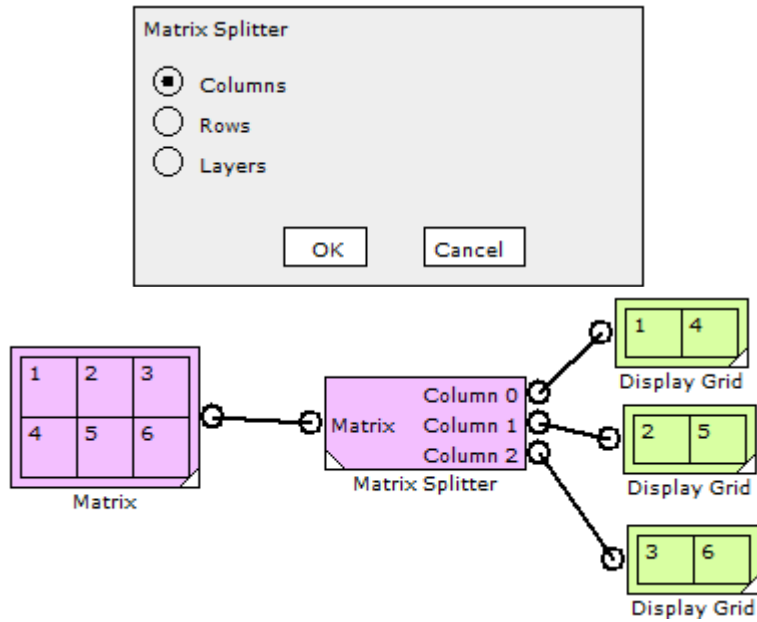 Matrix Splitter
Columns
Rows
Layers
OK Cancel
1 2 3
4 5 6
Matrix
Matrix
Column 0
Column 1
Column 2
Matrix Splitter
1 4
Display Grid
2 5
Display Grid
3 6
Display Grid